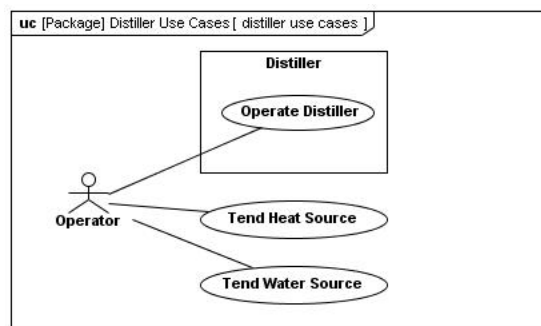 uc [Package] Distiller Use Cases [ distiller use cases ]
Distiller
Operate Distiller
Operator
Tend Heat Source
Tend Water Source